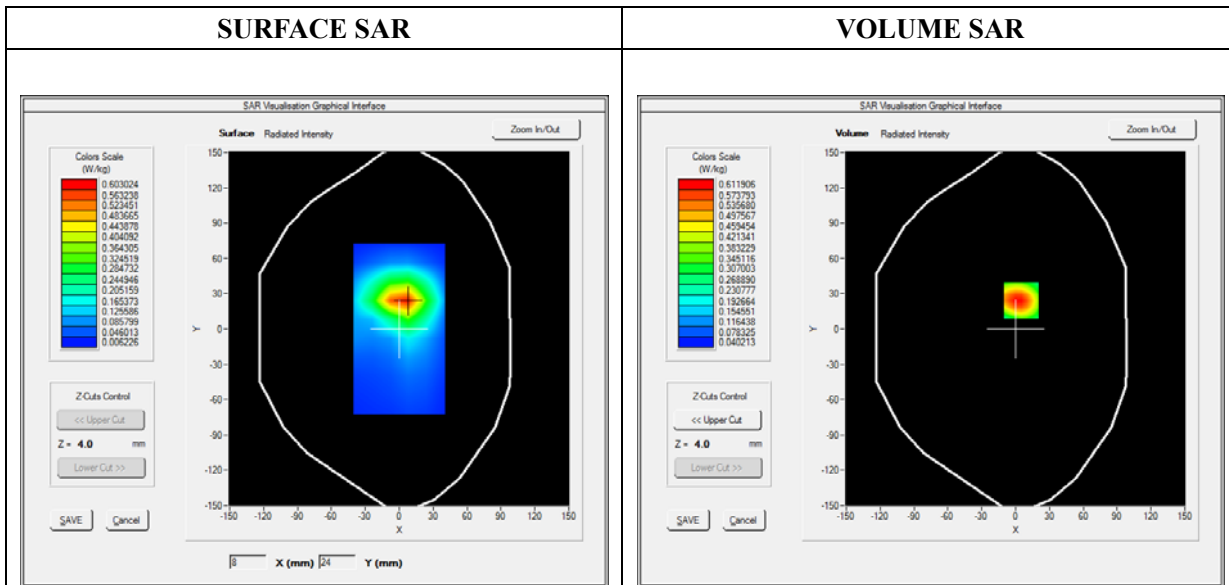 SURFACE SAR
VOLUME SAR
SAR Visualisation Graphical Interface
Surface Radiated Intensity
Zoom In/Out
Colors Scale
(W/kg)
0.603024
0.563238
0.523451
0.483665
0.443878
0.404092
0.364305
0.324519
0.284732
0.244946
0.205159
0.165373
0.125586
0.085799
0.046013
0.006226
Z-Cuts Control
<< Upper Cut
Z = 4.0 mm
Lower Cut >>
SAVE Cancel
150
120
90
60
30
0
-30
-60
-90
-120
-150
Y
-150 -120 -90 -60 -30 0 30 60 90 120 150
X
8 X (mm) 24 Y (mm)
SAR Visualisation Graphical Interface
Volume Radiated Intensity
Zoom In/Out
Colors Scale
(W/kg)
0.611906
0.573793
0.535680
0.497567
0.459454
0.421341
0.383229
0.345116
0.307003
0.268890
0.230777
0.192664
0.154551
0.116438
0.078325
0.040213
Z-Cuts Control
<< Upper Cut
Z = 4.0 mm
Lower Cut >>
SAVE Cancel
150
120
90
60
30
0
-30
-60
-90
-120
-150
Y
-150 -120 -90 -60 -30 0 30 60 90 120 150
X